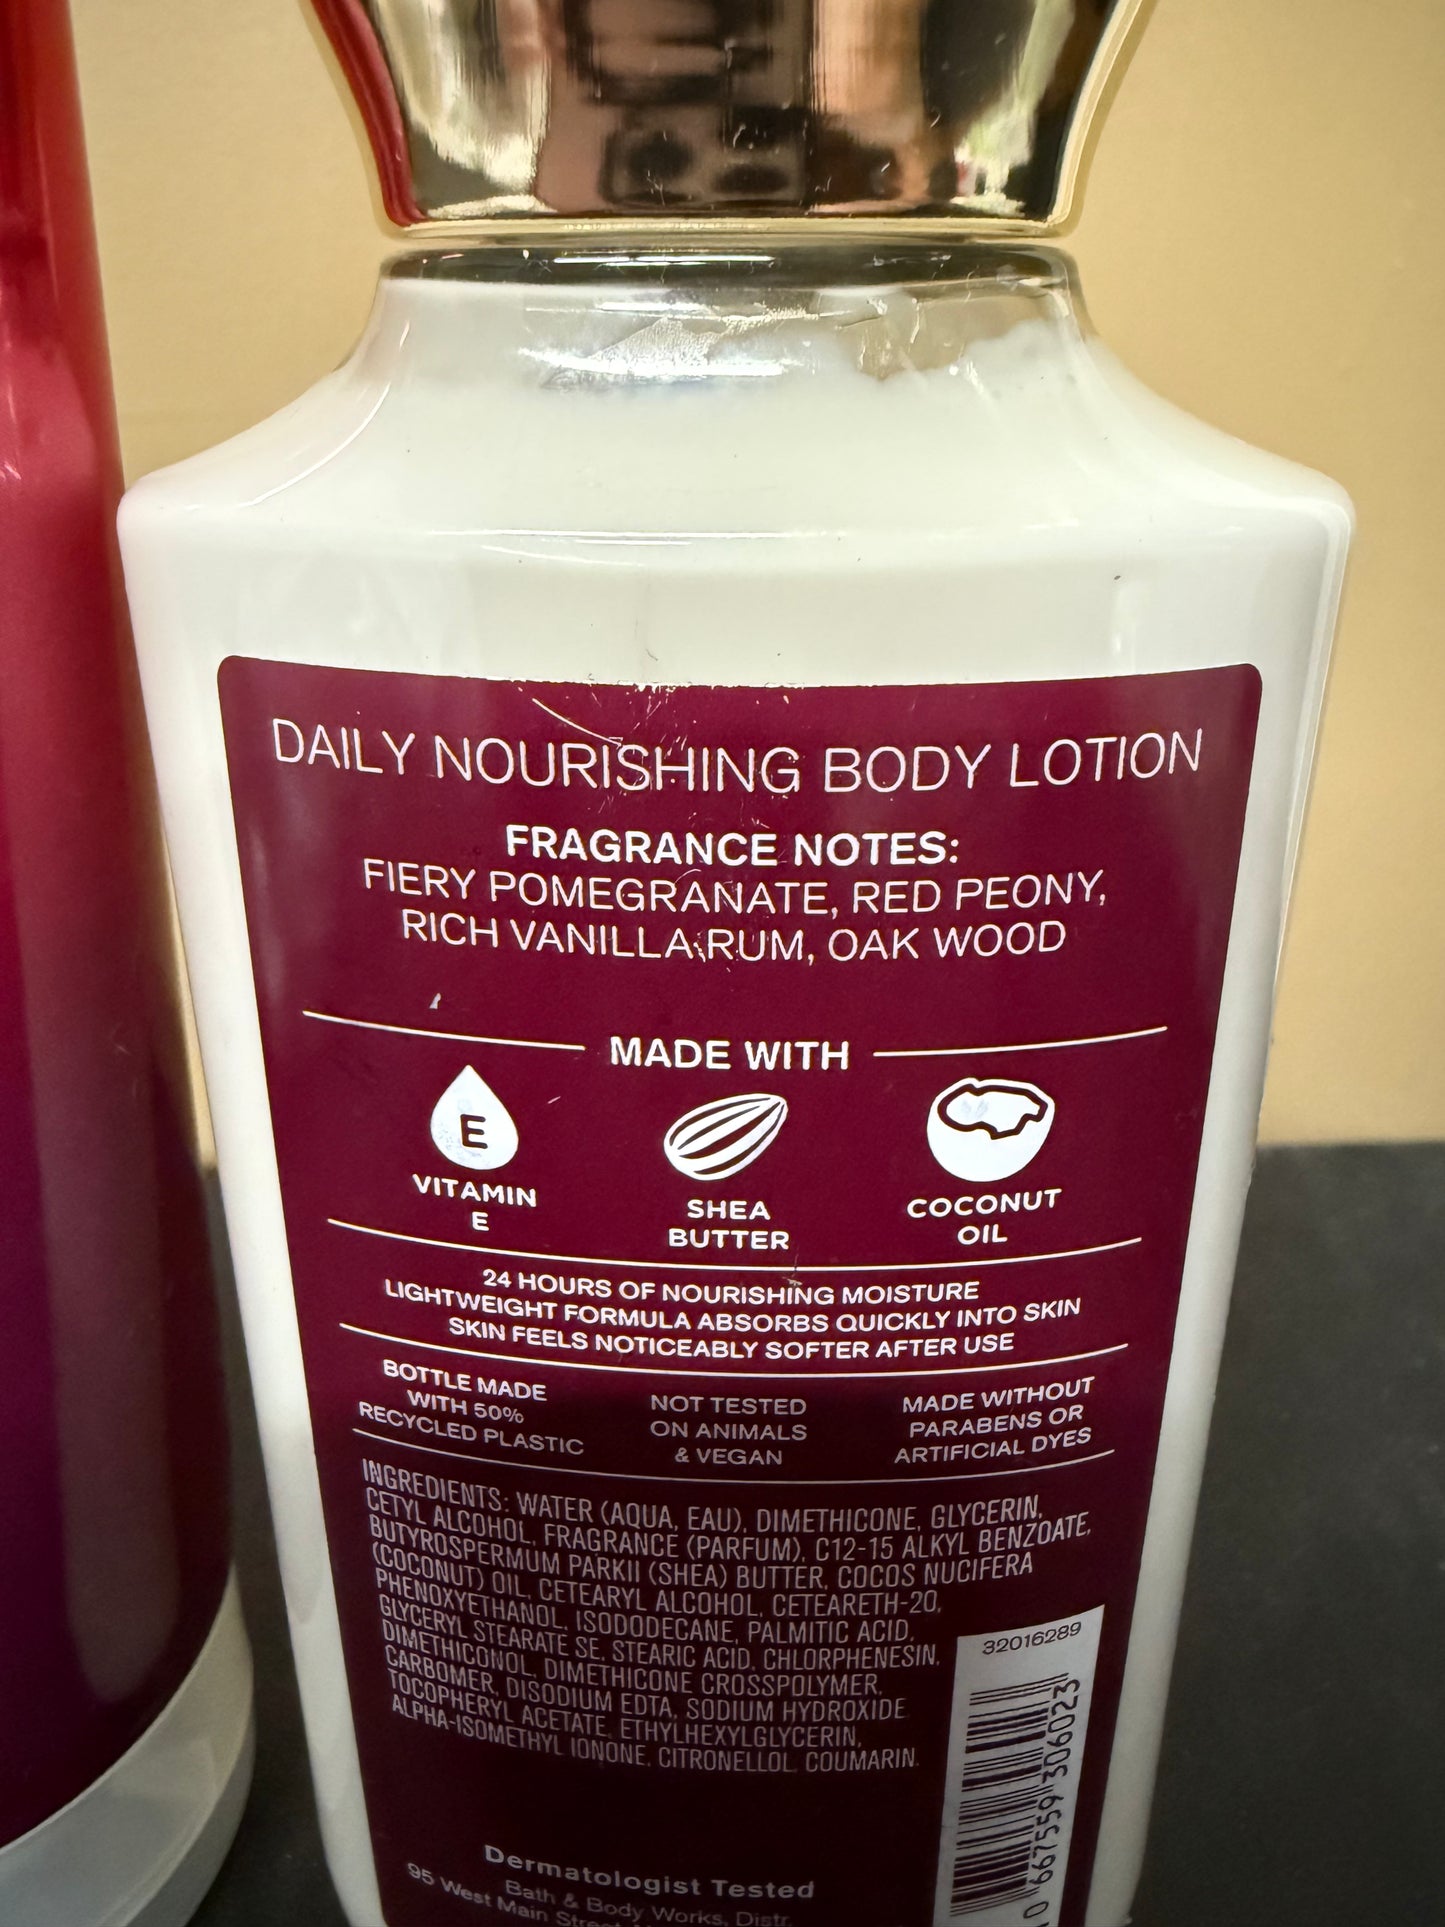 DAILY NOURISHING BODY LOTION
FRAGRANCE NOTES:
FIERY POMEGRANATE, RED PEONY,
RICH VANILLA RUM, OAK WOOD
MADE WITH
E
VITAMIN
E
SHEA
BUTTER
COCONUT
OIL
24 HOURS OF NOURISHING MOISTURE
LIGHTWEIGHT FORMULA ABSORBS QUICKLY INTO SKIN
SKIN FEELS NOTICEABLY SOFTER AFTER USE
BOTTLE MADE
WITH 50%
RECYCLED PLASTIC
NOT TESTED
ON ANIMALS
& VEGAN
MADE WITHOUT
PARABENS OR
ARTIFICIAL DYES
INGREDIENTS: WATER (AQUA, EAU), DIMETHICONE, GLYCERIN,
CETYL ALCOHOL, FRAGRANCE (PARFUM), C12-15 ALKYL BENZOATE,
BUTYROSPERMUM PARKII (SHEA) BUTTER, COCOS NUCIFERA
(COCONUT) OIL, CETEARYL ALCOHOL, CETEARETH-20,
PHENOXYETHANOL, ISODODECANE, PALMITIC ACID,
GLYCERYL STEARATE SE, STEARIC ACID, CHLORPHENESIN,
DIMETHICONOL, DIMETHICONE CROSSPOLYMER,
CARBOMER, DISODIUM EDTA, SODIUM HYDROXIDE,
TOCOPHERYL ACETATE, ETHYLHEXYLGLYCERIN,
ALPHA-ISOMETHYL IONONE, CITRONELLOL, COUMARIN.
32016289
0 667559 306023
Dermatologist Tested
Bath & Body Works, Distr.
95 West Main Street,